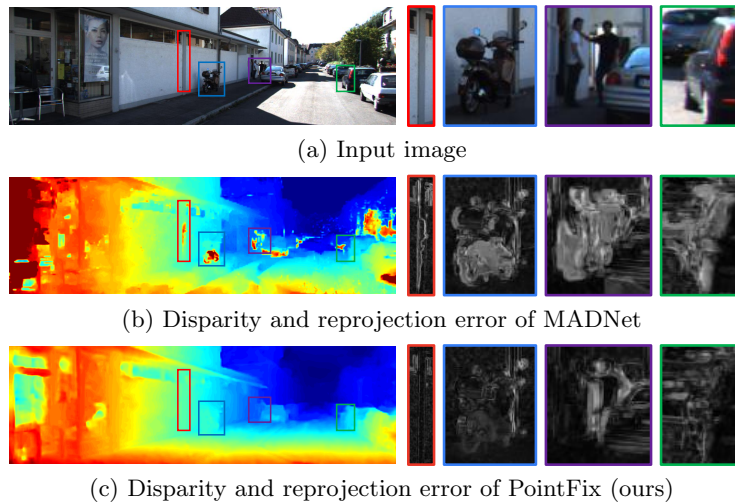 (a) Input image
(b) Disparity and reprojection error of MADNet
(c) Disparity and reprojection error of PointFix (ours)